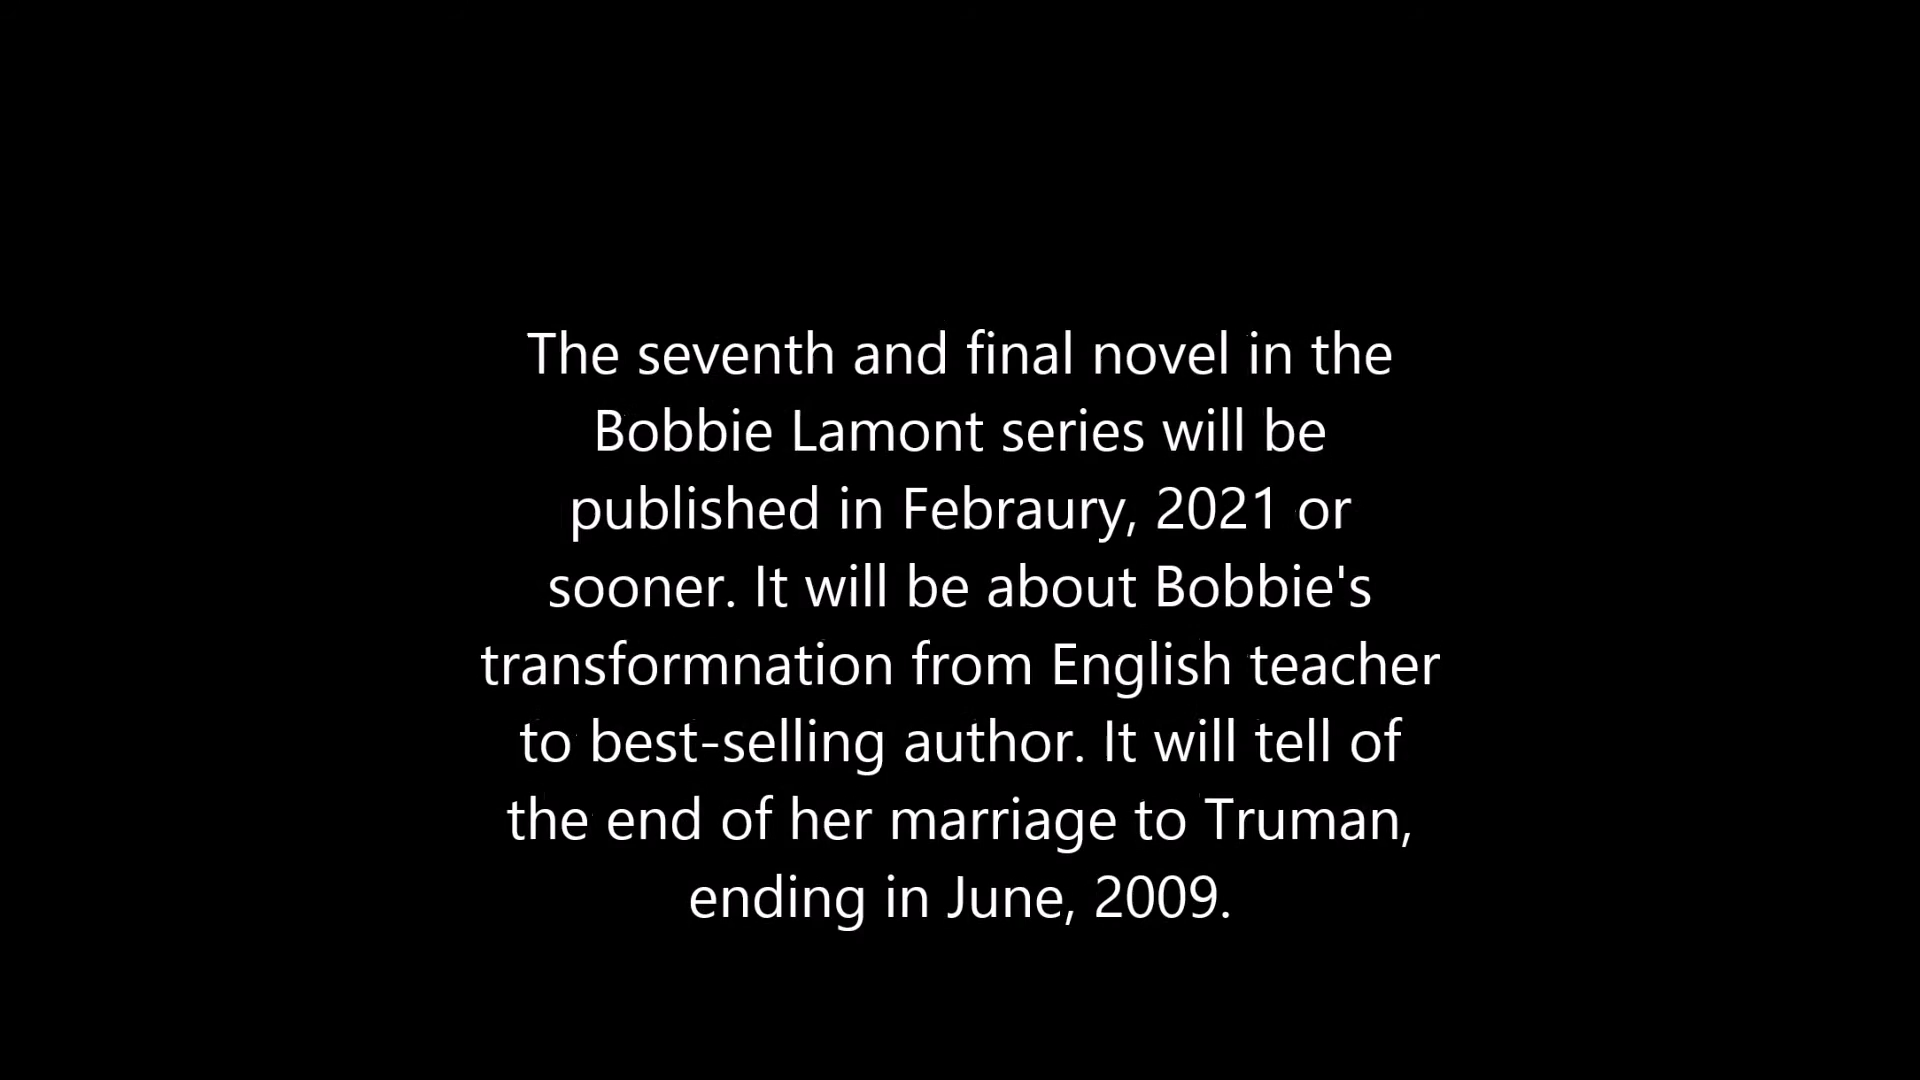 The seventh and final novel in the
Bobbie Lamont series will be
published in Febraury, 2021 or
sooner. It will be about Bobbie's
transformnation from English teacher
to best-selling author. It will tell of
the end of her marriage to Truman,
ending in June, 2009.